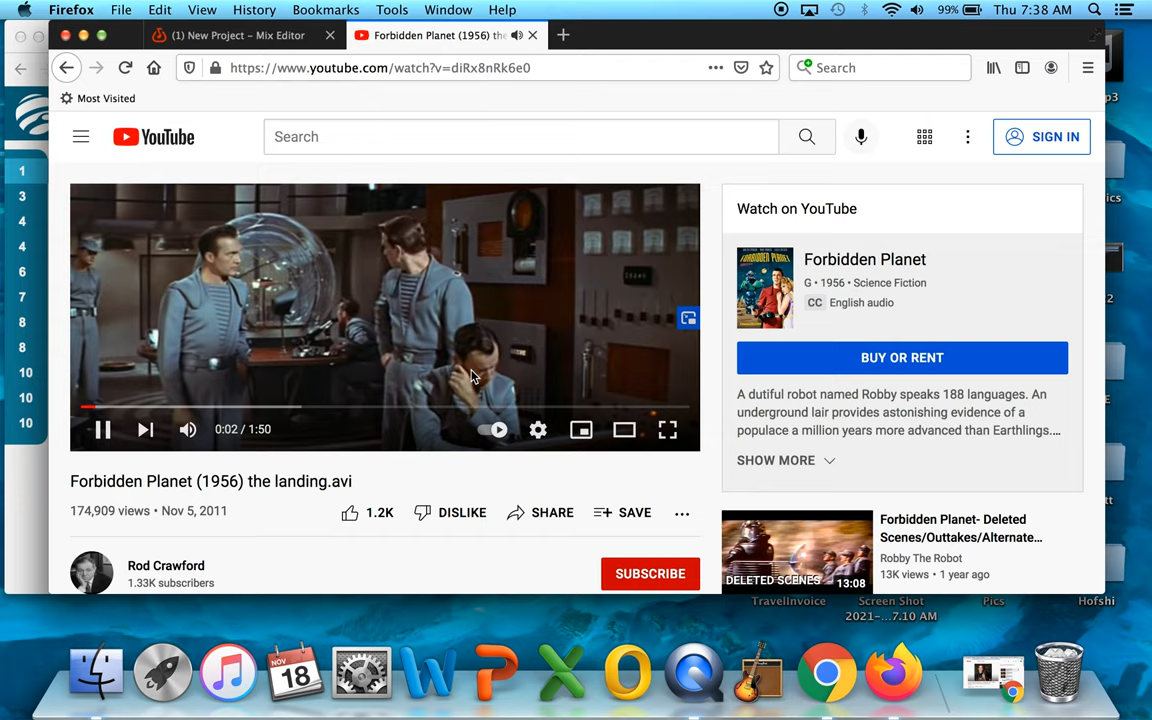 Firefox File Edit View History Bookmarks Tools Window Help 99% Thu 7:38 AM
(1) New Project – Mix Editor
Forbidden Planet (1956) the
https://www.youtube.com/watch?v=diRx8nRk6e0
Search
Most Visited
YouTube
Search
SIGN IN
1
3
4
4
6
7
8
8
10
10
10
0:02 / 1:50
Forbidden Planet (1956) the landing.avi
174,909 views • Nov 5, 2011
1.2K
DISLIKE
SHARE
SAVE
Rod Crawford
1.33K subscribers
SUBSCRIBE
Watch on YouTube
FORBIDDEN PLANET
Forbidden Planet
G • 1956 • Science Fiction
CC English audio
BUY OR RENT
A dutiful robot named Robby speaks 188 languages. An
underground lair provides astonishing evidence of a
populace a million years more advanced than Earthlings.…
SHOW MORE
DELETED SCENES
13:08
Forbidden Planet- Deleted
Scenes/Outtakes/Alternate…
Robby The Robot
13K views • 1 year ago
p3
ics
2
E
tt
TravelInvoice
Screen Shot
2021-...7.10 AM
Pics
Hofshi
NOV
18